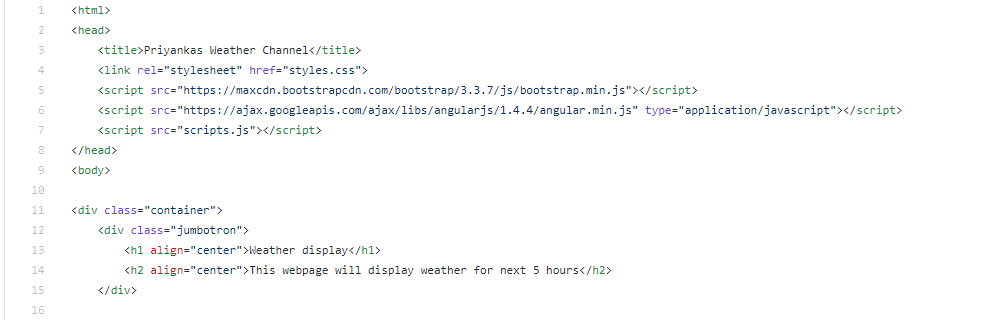 1 <html>
2 <head>
3 <title>Priyankas Weather Channel</title>
4 <link rel="stylesheet" href="styles.css">
5 <script src="https://maxcdn.bootstrapcdn.com/bootstrap/3.3.7/js/bootstrap.min.js"></script>
6 <script src="https://ajax.googleapis.com/ajax/libs/angularjs/1.4.4/angular.min.js" type="application/javascript"></script>
7 <script src="scripts.js"></script>
8 </head>
9 <body>
10
11 <div class="container">
12 <div class="jumbotron">
13 <h1 align="center">Weather display</h1>
14 <h2 align="center">This webpage will display weather for next 5 hours</h2>
15 </div>
16